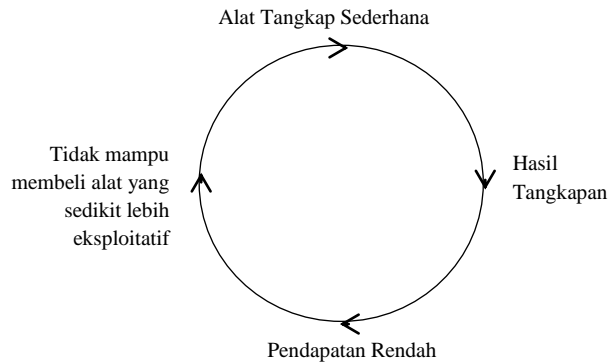 Alat Tangkap Sederhana
Hasil
Tangkapan
Pendapatan Rendah
Tidak mampu
membeli alat yang
sedikit lebih
eksploitatif